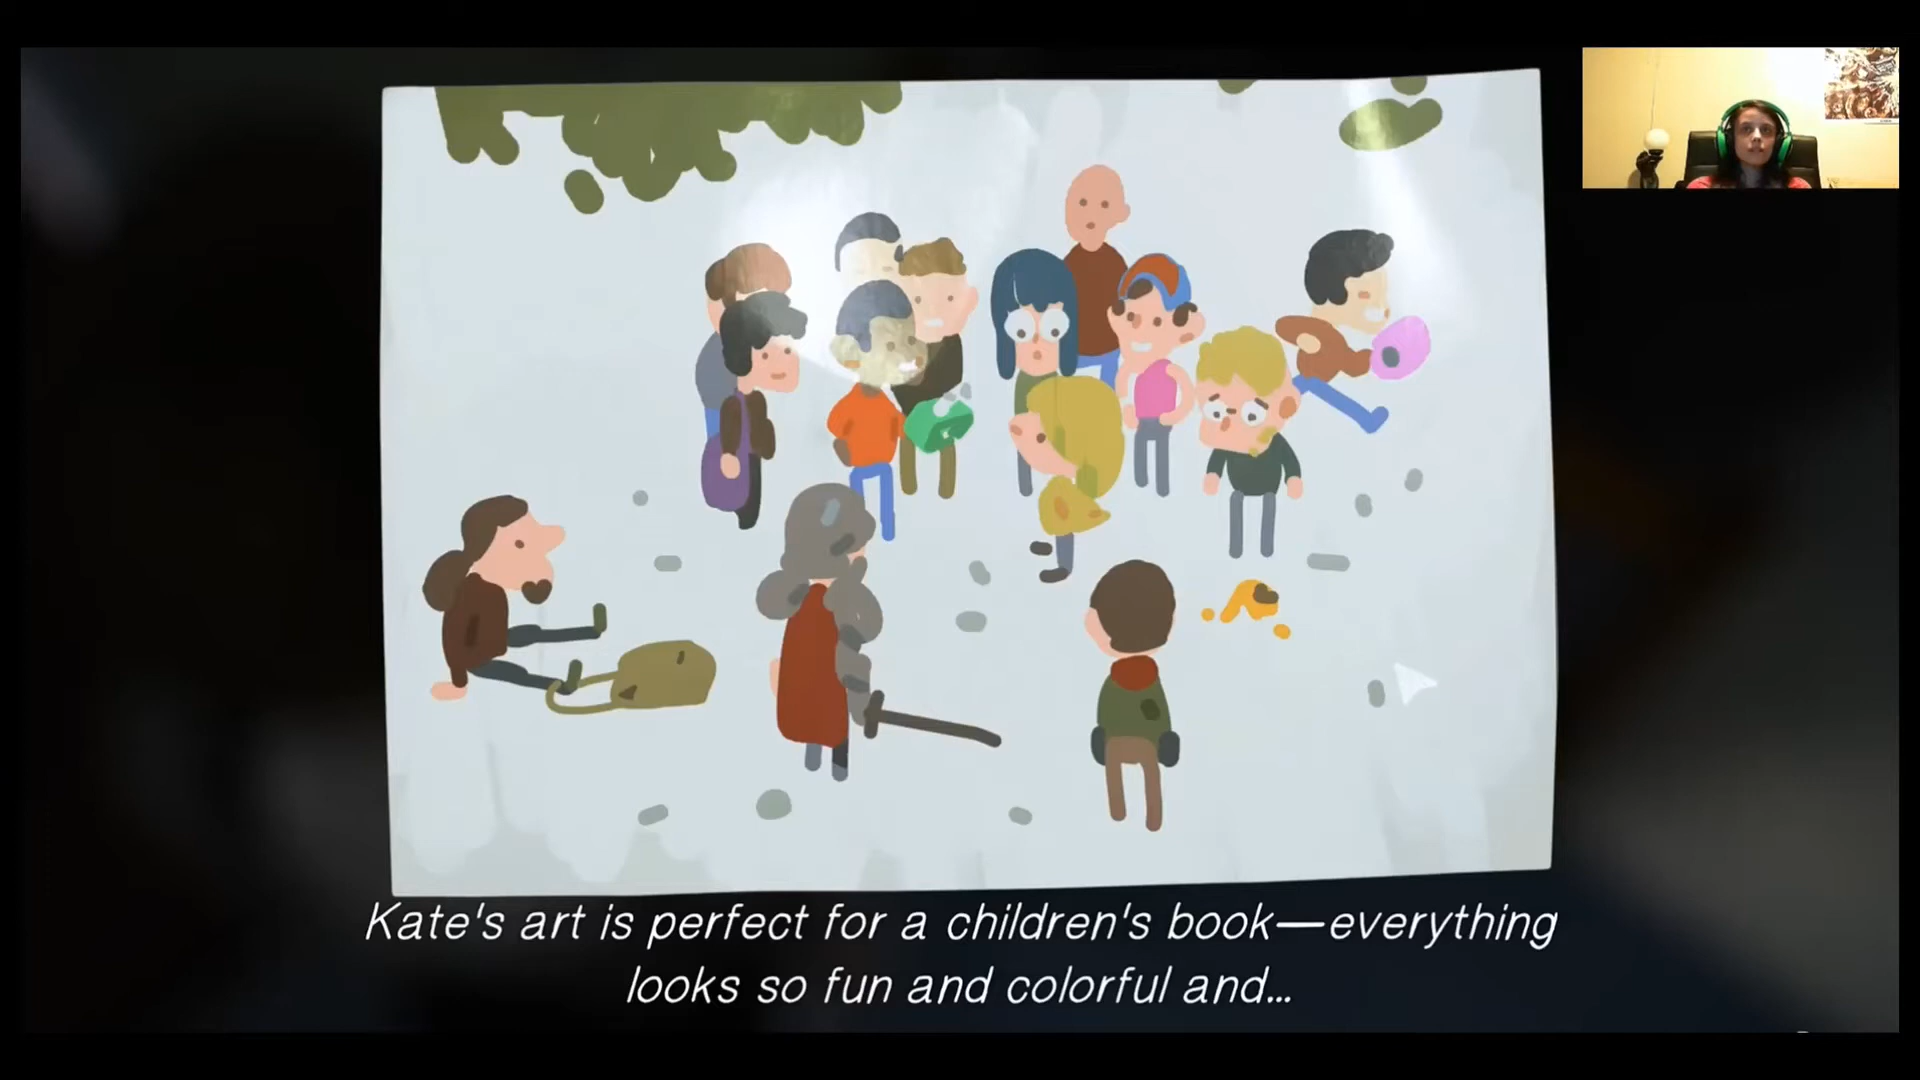 Kate's art is perfect for a children's book—everything
looks so fun and colorful and...